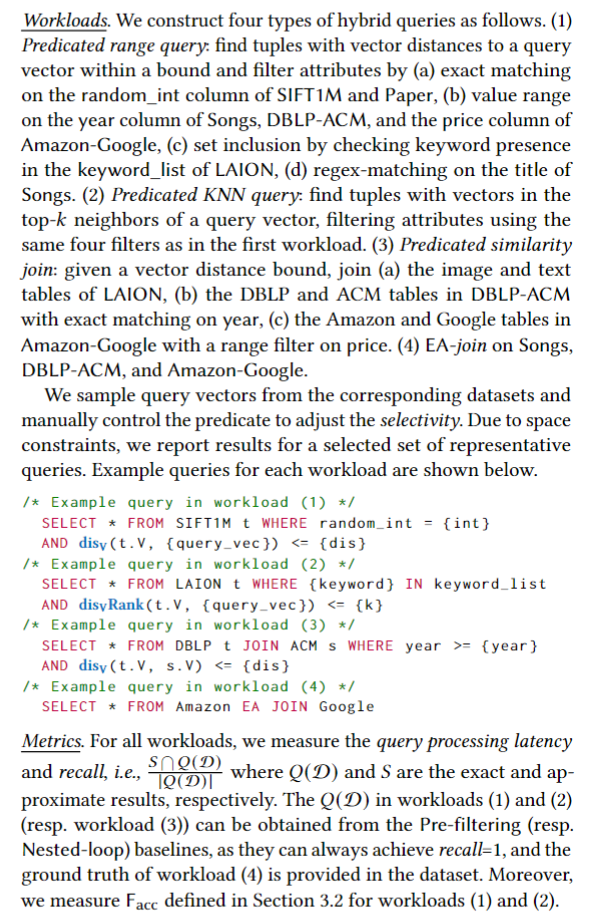 Workloads. We construct four types of hybrid queries as follows. (1)
Predicated range query: find tuples with vector distances to a query
vector within a bound and filter attributes by (a) exact matching
on the random_int column of SIFT1M and Paper, (b) value range
on the year column of Songs, DBLP-ACM, and the price column of
Amazon-Google, (c) set inclusion by checking keyword presence
in the keyword_list of LAION, (d) regex-matching on the title of
Songs. (2) Predicated KNN query: find tuples with vectors in the
top-k neighbors of a query vector, filtering attributes using the
same four filters as in the first workload. (3) Predicated similarity
join: given a vector distance bound, join (a) the image and text
tables of LAION, (b) the DBLP and ACM tables in DBLP-ACM
with exact matching on year, (c) the Amazon and Google tables in
Amazon-Google with a range filter on price. (4) EA-join on Songs,
DBLP-ACM, and Amazon-Google.
We sample query vectors from the corresponding datasets and
manually control the predicate to adjust the selectivity. Due to space
constraints, we report results for a selected set of representative
queries. Example queries for each workload are shown below.
/* Example query in workload (1) */
SELECT * FROM SIFT1M t WHERE random_int = {int}
AND disv(t.V, {query_vec}) <= {dis}
/* Example query in workload (2) */
SELECT * FROM LAION t WHERE {keyword} IN keyword_list
AND disvRank(t.V, {query_vec}) <= {k}
/* Example query in workload (3) */
SELECT * FROM DBLP t JOIN ACM s WHERE year >= {year}
AND disv(t.V, s.V) <= {dis}
/* Example query in workload (4) */
SELECT * FROM Amazon EA JOIN Google
Metrics. For all workloads, we measure the query processing latency
and recall, i.e., S∩Q(D)/|Q(D)| where Q(D) and S are the exact and ap-
proximate results, respectively. The Q(D) in workloads (1) and (2)
(resp. workload (3)) can be obtained from the Pre-filtering (resp.
Nested-loop) baselines, as they can always achieve recall=1, and the
ground truth of workload (4) is provided in the dataset. Moreover,
we measure Facc defined in Section 3.2 for workloads (1) and (2).